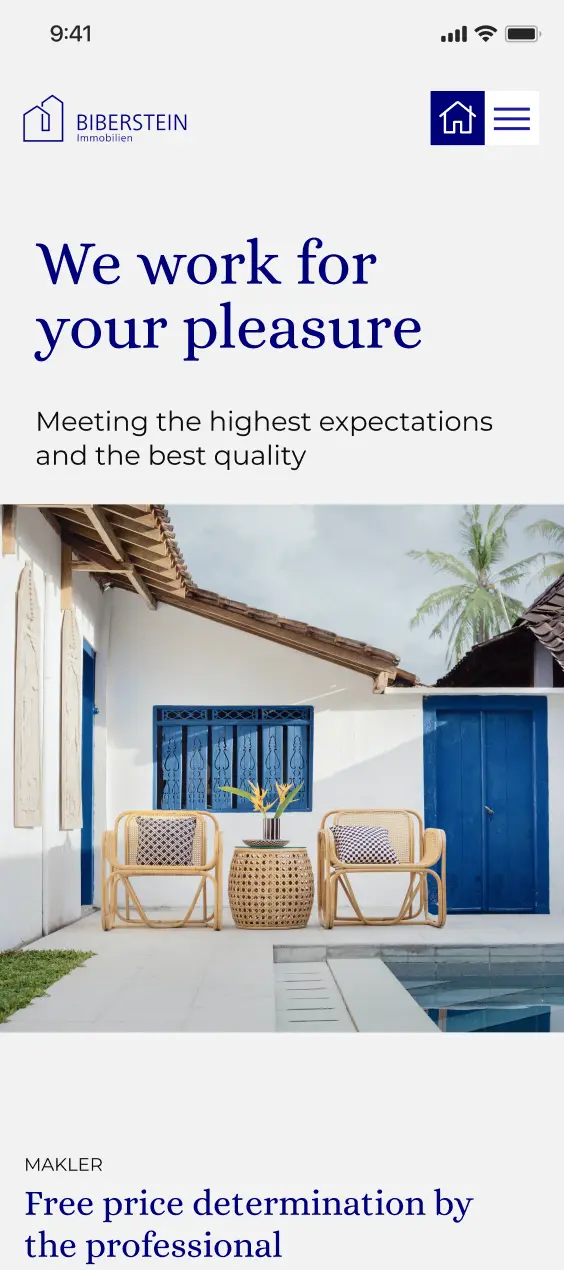 9:41
BIBERSTEIN
Immobilien
We work for
your pleasure
Meeting the highest expectations
and the best quality
MAKLER
Free price determination by
the professional